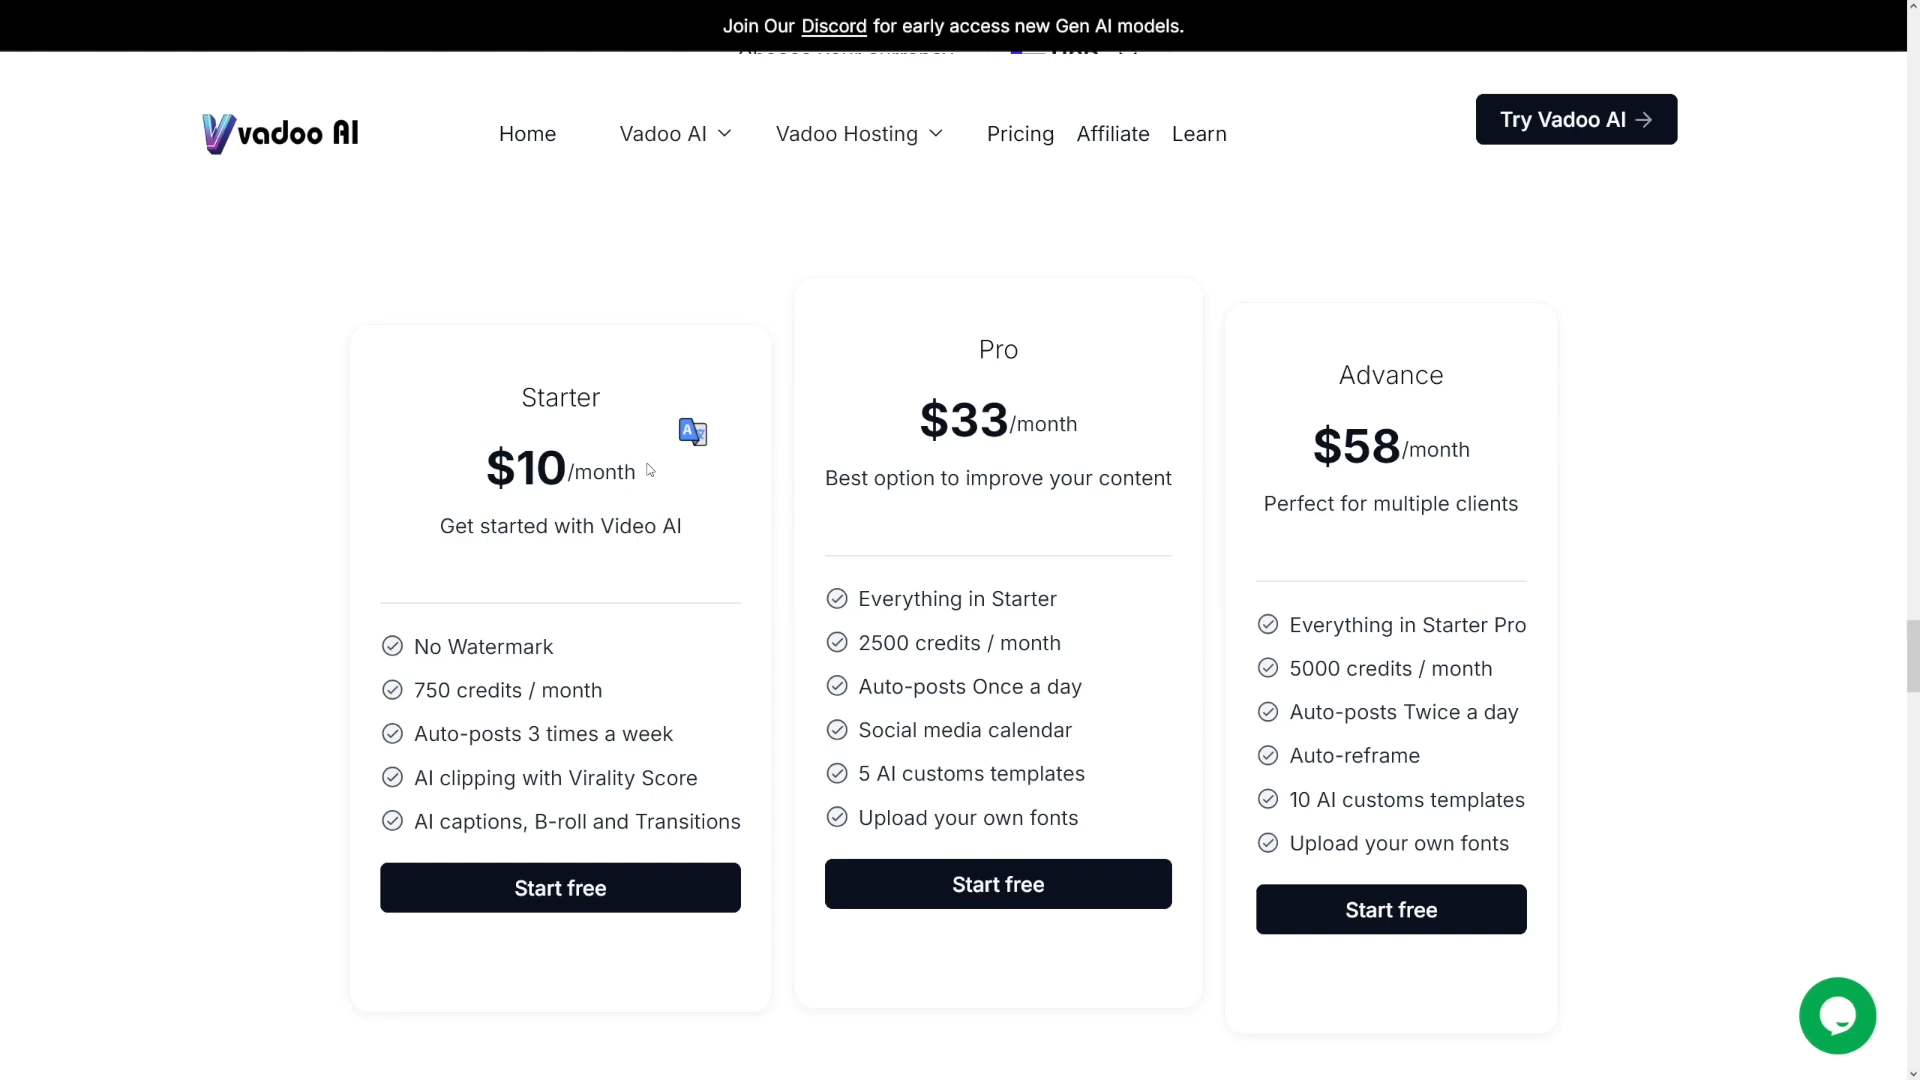 Join Our Discord for early access new Gen AI models.
vadoo AI
Home
Vadoo AI
Vadoo Hosting
Pricing
Affiliate
Learn
Try Vadoo AI →
Starter
$10/month
Get started with Video AI
No Watermark
750 credits / month
Auto-posts 3 times a week
AI clipping with Virality Score
AI captions, B-roll and Transitions
Start free
Pro
$33/month
Best option to improve your content
Everything in Starter
2500 credits / month
Auto-posts Once a day
Social media calendar
5 AI customs templates
Upload your own fonts
Start free
Advance
$58/month
Perfect for multiple clients
Everything in Starter Pro
5000 credits / month
Auto-posts Twice a day
Auto-reframe
10 AI customs templates
Upload your own fonts
Start free